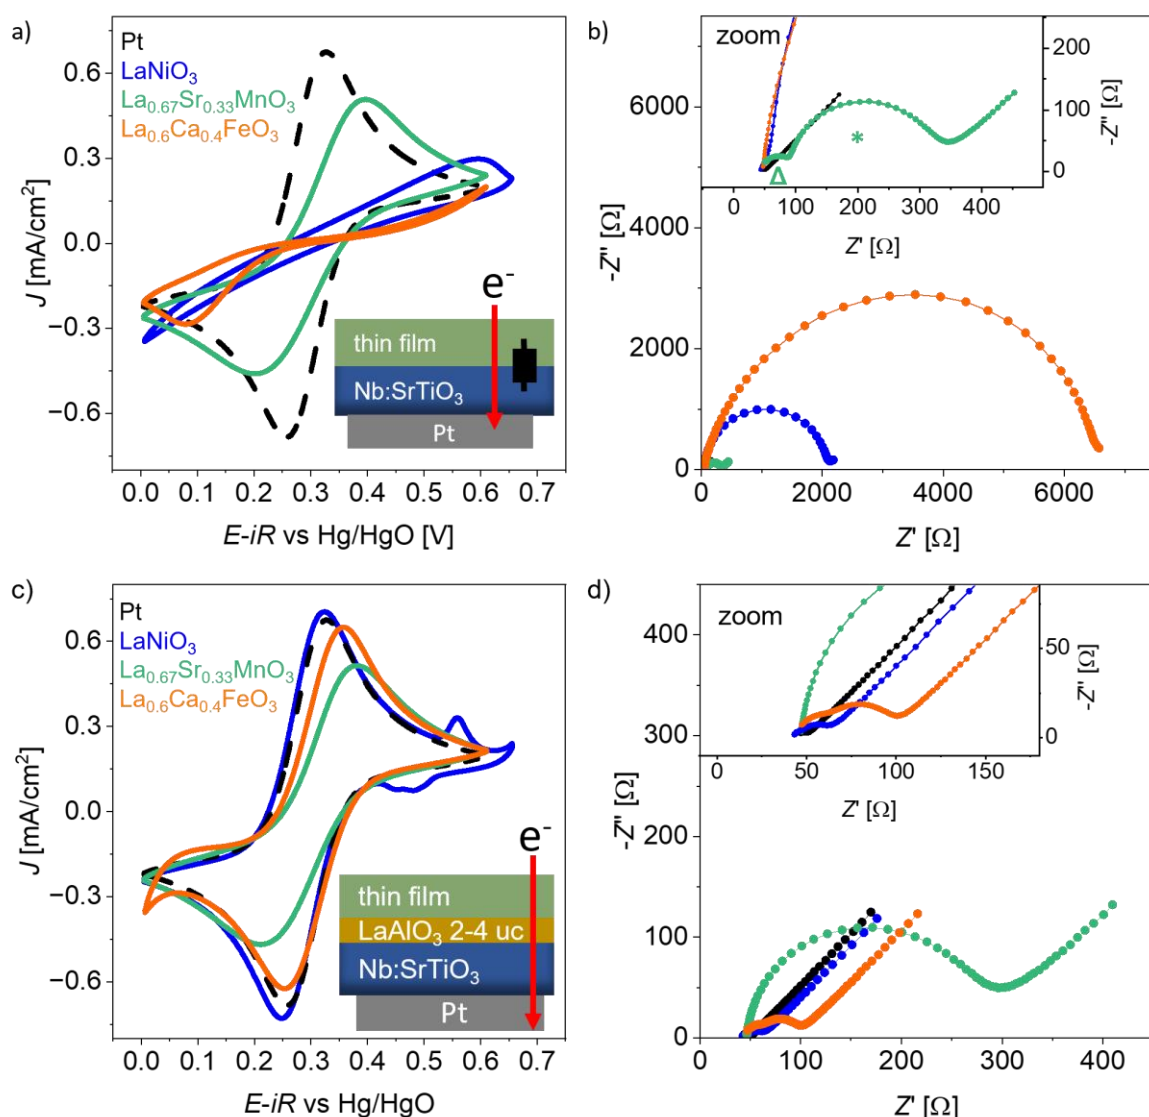 a)
Pt
LaNiO₃
La₀.₆₇Sr₀.₃₃MnO₃
La₀.₆Ca₀.₄FeO₃
0.6
0.3
0.0
−0.3
−0.6
J [mA/cm²]
e⁻
thin film
Nb:SrTiO₃
Pt
0.0 0.1 0.2 0.3 0.4 0.5 0.6 0.7
E-iR vs Hg/HgO [V]
b)
zoom
200
100
0
-Z" [Ω]
*
Δ
0 100 200 300 400
Z' [Ω]
6000
4000
2000
0
-Z" [Ω]
0 2000 4000 6000
Z' [Ω]
c)
Pt
LaNiO₃
La₀.₆₇Sr₀.₃₃MnO₃
La₀.₆Ca₀.₄FeO₃
0.6
0.3
0.0
−0.3
−0.6
J [mA/cm²]
e⁻
thin film
LaAlO₃ 2-4 uc
Nb:SrTiO₃
Pt
0.0 0.1 0.2 0.3 0.4 0.5 0.6 0.7
E-iR vs Hg/HgO
d)
zoom
50
0
-Z" [Ω]
0 50 100 150
Z' [Ω]
400
300
200
100
0
-Z" [Ω]
0 100 200 300 400
Z' [Ω]